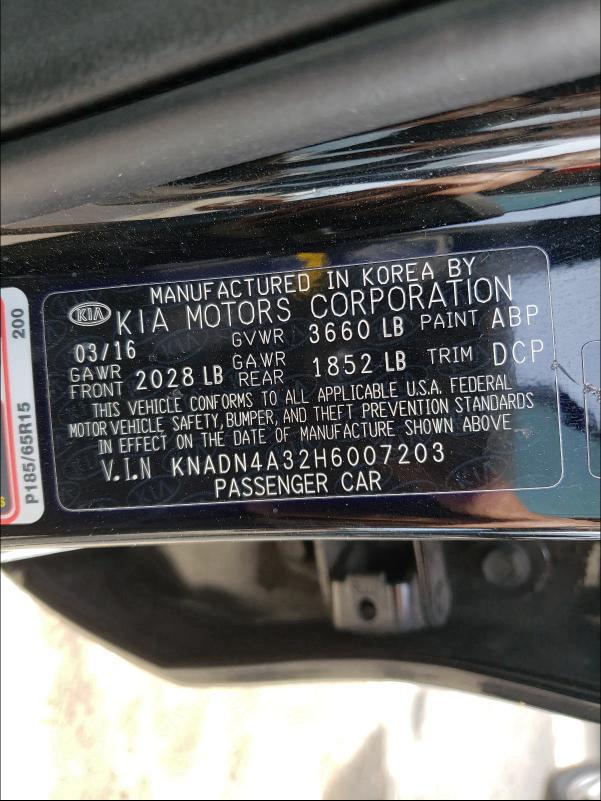 MANUFACTURED IN KOREA BY
KIA KIA MOTORS CORPORATION
03/16 GVWR 3660 LB PAINT ABP
GAWR FRONT 2028 LB GAWR REAR 1852 LB TRIM DCP
THIS VEHICLE CONFORMS TO ALL APPLICABLE U.S.A. FEDERAL
MOTOR VEHICLE SAFETY, BUMPER, AND THEFT PREVENTION STANDARDS
IN EFFECT ON THE DATE OF MANUFACTURE SHOWN ABOVE
V.I.N KNADN4A32H6007203
PASSENGER CAR
P185/65R15
200